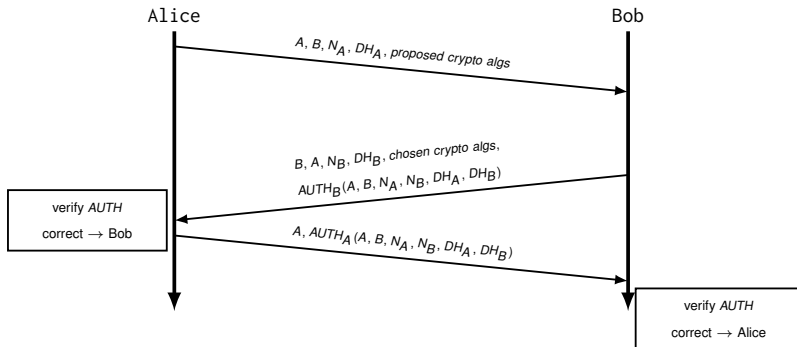 Alice
Bob
A, B, N_A, DH_A, proposed crypto algs
B, A, N_B, DH_B, chosen crypto algs,
AUTH_B(A, B, N_A, N_B, DH_A, DH_B)
verify AUTH
correct → Bob
A, AUTH_A(A, B, N_A, N_B, DH_A, DH_B)
verify AUTH
correct → Alice